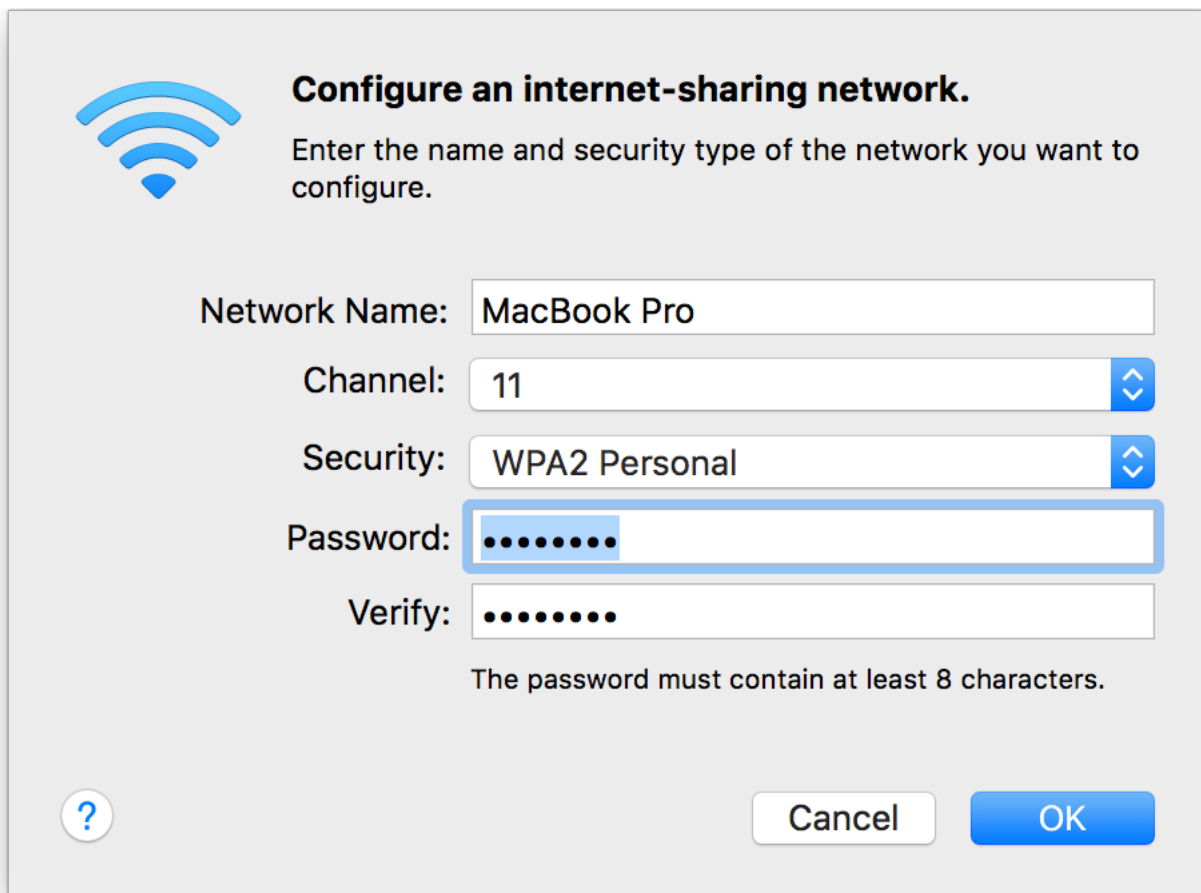 Configure an internet-sharing network.
Enter the name and security type of the network you want to
configure.
Network Name: MacBook Pro
Channel: 11
Security: WPA2 Personal
Password: ••••••••
Verify: ••••••••
The password must contain at least 8 characters.
? Cancel OK